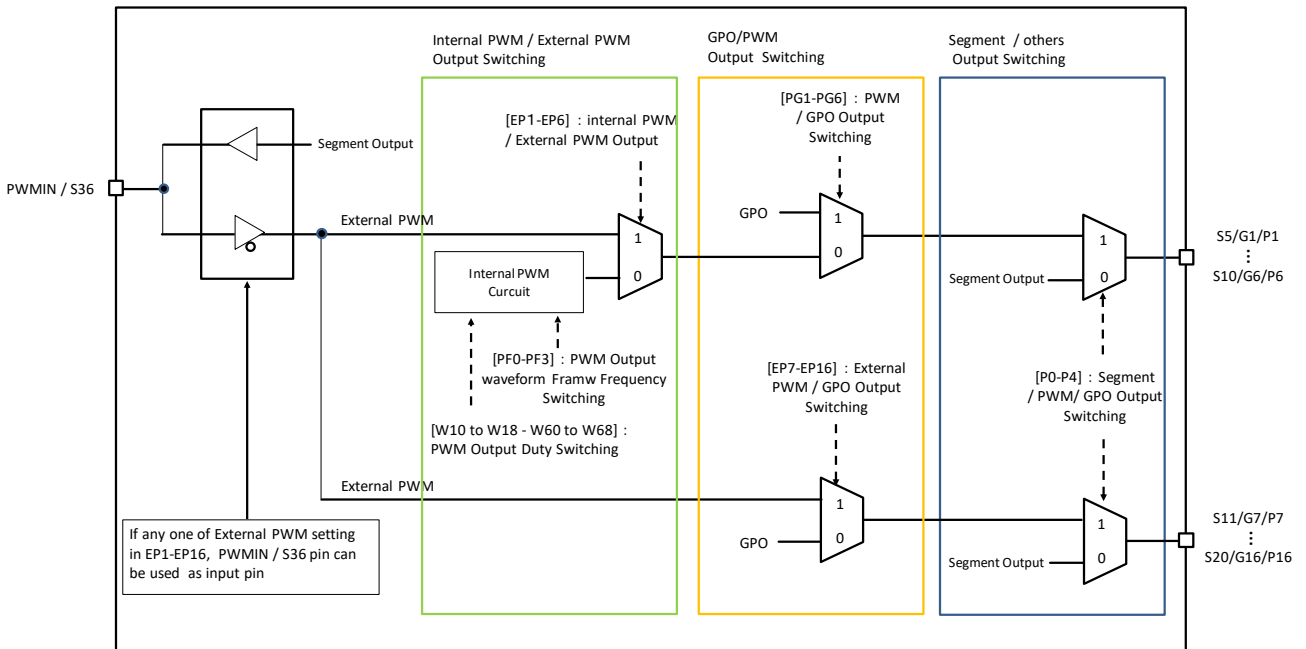 Internal PWM / External PWM
Output Switching
GPO/PWM
Output Switching
Segment / others
Output Switching
[EP1-EP6] : internal PWM
/ External PWM Output
[PG1-PG6] : PWM
/ GPO Output
Switching
Segment Output
PWMIN / S36
External PWM
1
0
Internal PWM
Curcuit
GPO
1
0
1
0
Segment Output
S5/G1/P1
⋮
S10/G6/P6
[PF0-PF3] : PWM Output
waveform Framw Frequency
Switching
[W10 to W18 - W60 to W68] :
PWM Output Duty Switching
[EP7-EP16] : External
PWM / GPO Output
Switching
[P0-P4] : Segment
/ PWM/ GPO Output
Switching
External PWM
1
0
GPO
1
0
Segment Output
S11/G7/P7
⋮
S20/G16/P16
If any one of External PWM setting
in EP1-EP16, PWMIN / S36 pin can
be used as input pin